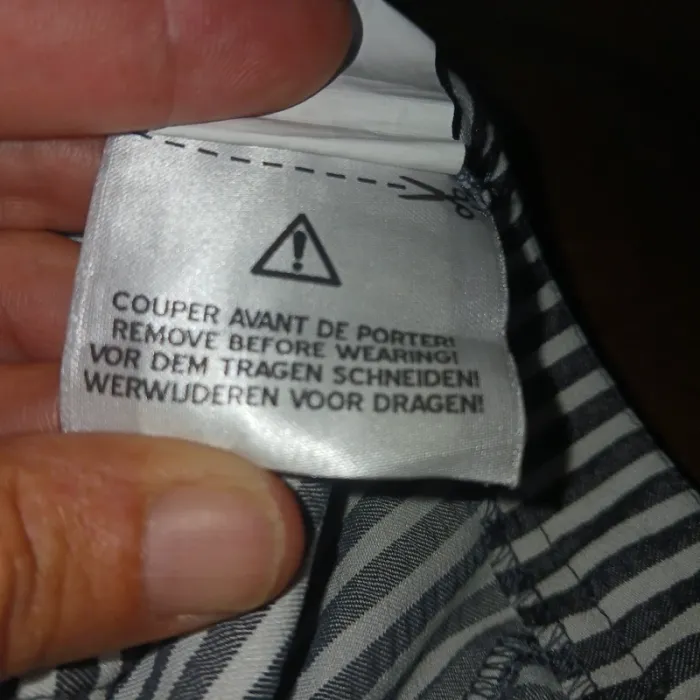 COUPER AVANT DE PORTER!
REMOVE BEFORE WEARING!
VOR DEM TRAGEN SCHNEIDEN!
WERWIJDEREN VOOR DRAGEN!